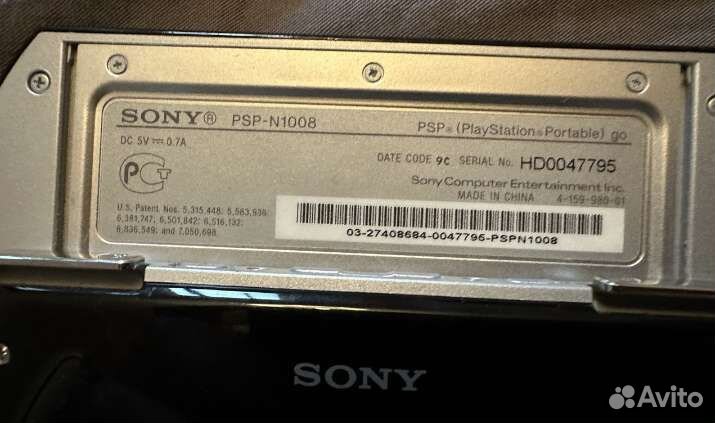 SONY® PSP-N1008
PSP® (PlayStation®Portable) go
DC 5V 0.7A
DATE CODE 9C SERIAL No. HD0047795
Sony Computer Entertainment Inc.
MADE IN CHINA 4-159-980-01
U.S. Patent Nos. 5,315,448; 5,583,936;
6,381,747; 6,501,842; 6,516,132;
6,836,549; and 7,050,698.
03-27408684-0047795-PSPN1008
SONY
Avito